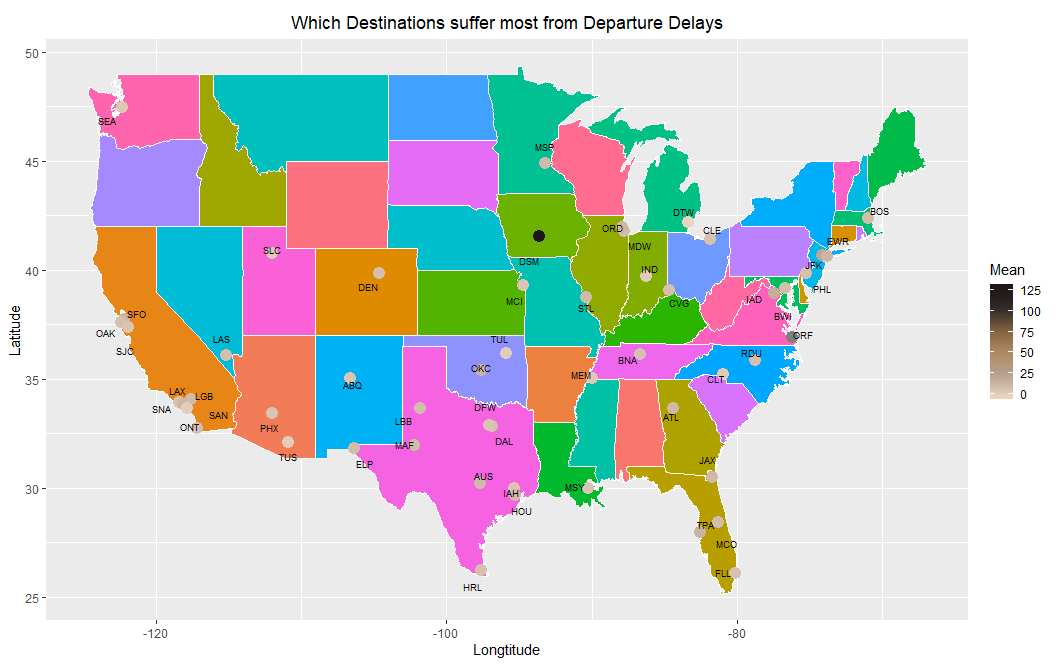 Which Destinations suffer most from Departure Delays
50
45
40
35
30
25
Latitude
-120
-100
-80
Longtitude
Mean
125
100
75
50
25
0
SEA
MSP
DTW
BOS
ORD
CLE
EWR
MDW
SLC
DSM
IND
JFK
DEN
MCI
STL
CVG
IAD
PHL
BWI
SFO
OAK
ORF
LAS
TUL
SJC
BNA
RDU
OKC
MEM
CLT
ABQ
LAX
LGB
SNA
SAN
DFW
ATL
ONT
PHX
LBB
DAL
MAF
TUS
ELP
JAX
AUS
IAH
MSY
HOU
TPA
MCO
FLL
HRL